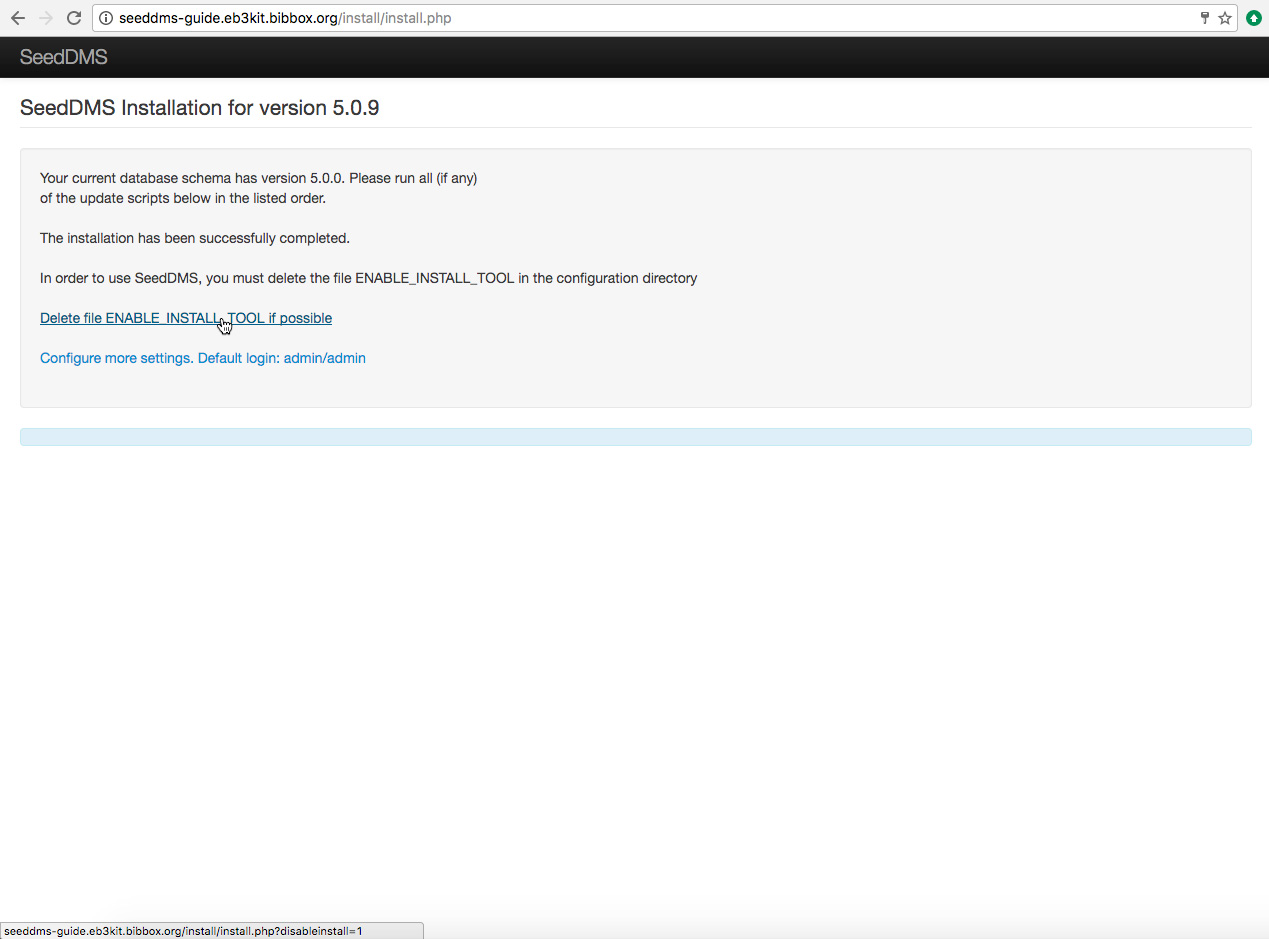 seeddms-guide.eb3kit.bibbox.org/install/install.php
SeedDMS
SeedDMS Installation for version 5.0.9
Your current database schema has version 5.0.0. Please run all (if any)
of the update scripts below in the listed order.
The installation has been successfully completed.
In order to use SeedDMS, you must delete the file ENABLE_INSTALL_TOOL in the configuration directory
Delete file ENABLE_INSTALL_TOOL if possible
Configure more settings. Default login: admin/admin
seeddms-guide.eb3kit.bibbox.org/install/install.php?disableinstall=1